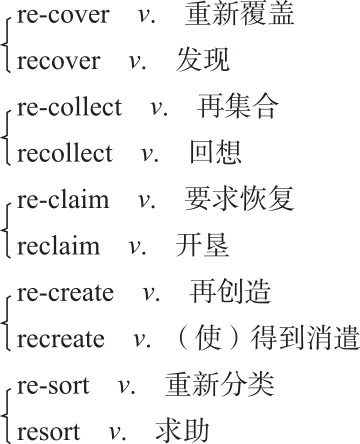 re-cover v. 重新覆盖
recover v. 发现
re-collect v. 再集合
recollect v. 回想
re-claim v. 要求恢复
reclaim v. 开垦
re-create v. 再创造
recreate v. （使）得到消遣
re-sort v. 重新分类
resort v. 求助